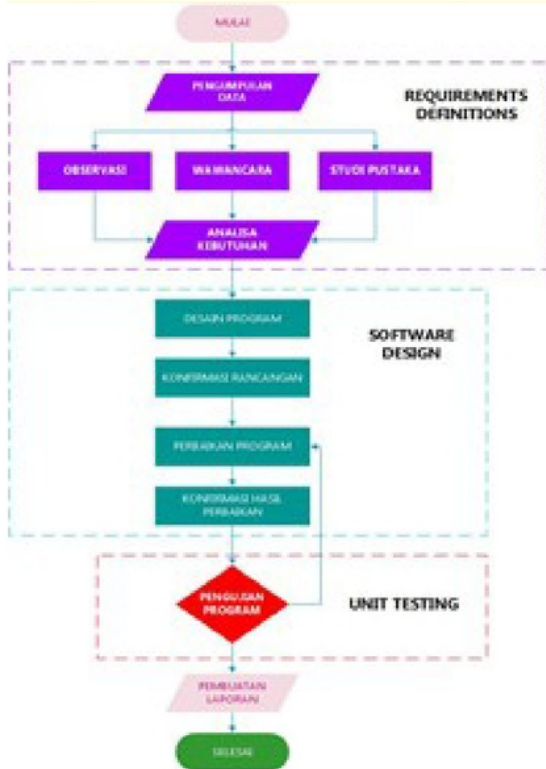 MULAI
PENGUMPULAN
DATA
REQUIREMENTS
DEFINITIONS
OBSERVASI
WAWANCARA
STUDI PUSTAKA
ANALISA
KEBUTUHAN
DESAIN PROGRAM
SOFTWARE
DESIGN
KONFIRMASI RANCANGAN
PERBAIKAN PROGRAM
KONFIRMASI HASIL
PERBAIKAN
PENGUJIAN
PROGRAM
UNIT TESTING
PEMBUATAN
LAPORAN
SELESAI